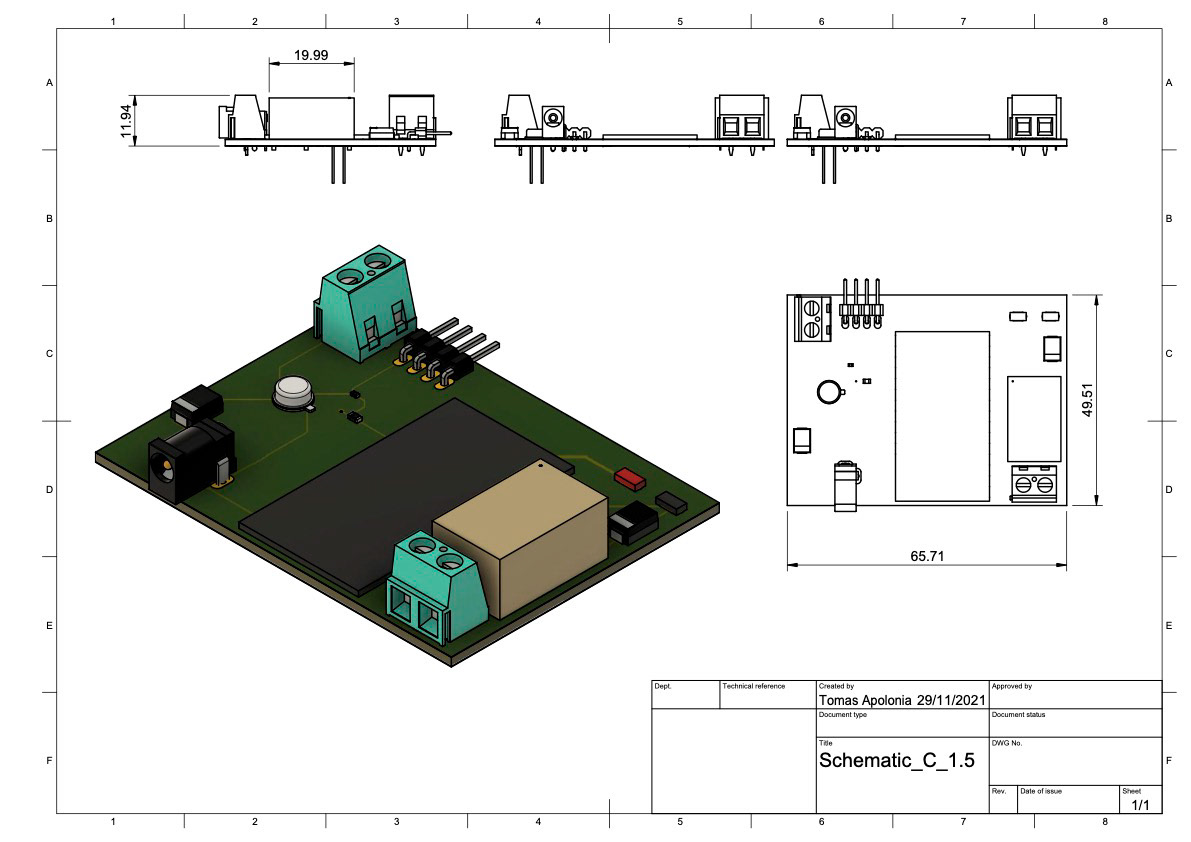 1 2 3 4 5 6 7 8
A A
19.99
11.94
B B
C C
49.51
D D
65.71
E E
Dept. Technical reference Created by Approved by
Tomas Apolonia 29/11/2021
Document type Document status
Title DWG No.
Schematic_C_1.5
F F
Rev. Date of issue Sheet
1/1
1 2 3 4 5 6 7 8